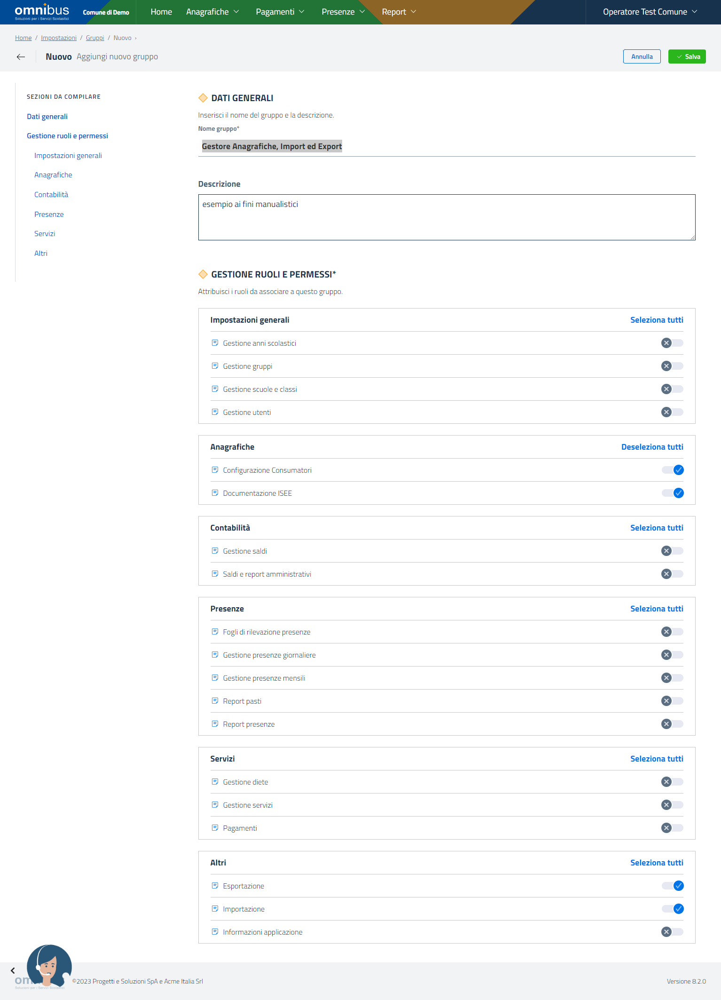 omnibus
Soluzioni per i Servizi Scolastici
Comune di Demo
Home
Anagrafiche
Pagamenti
Presenze
Report
Operatore Test Comune
Home / Impostazioni / Gruppi / Nuovo ›
Nuovo Aggiungi nuovo gruppo
Annulla
Salva
SEZIONI DA COMPILARE
Dati generali
Gestione ruoli e permessi
Impostazioni generali
Anagrafiche
Contabilità
Presenze
Servizi
Altri
DATI GENERALI
Inserisci il nome del gruppo e la descrizione.
Nome gruppo*
Gestore Anagrafiche, Import ed Export
Descrizione
esempio ai fini manualistici
GESTIONE RUOLI E PERMESSI*
Attribuisci i ruoli da associare a questo gruppo.
Impostazioni generali Seleziona tutti
Gestione anni scolastici
Gestione gruppi
Gestione scuole e classi
Gestione utenti
Anagrafiche Deseleziona tutti
Configurazione Consumatori
Documentazione ISEE
Contabilità Seleziona tutti
Gestione saldi
Saldi e report amministrativi
Presenze Seleziona tutti
Fogli di rilevazione presenze
Gestione presenze giornaliere
Gestione presenze mensili
Report pasti
Report presenze
Servizi Seleziona tutti
Gestione diete
Gestione servizi
Pagamenti
Altri Seleziona tutti
Esportazione
Importazione
Informazioni applicazione
om
Soluzioni per i Servizi Scolastici
©2023 Progetti e Soluzioni SpA e Acme Italia Srl
Versione 8.2.0